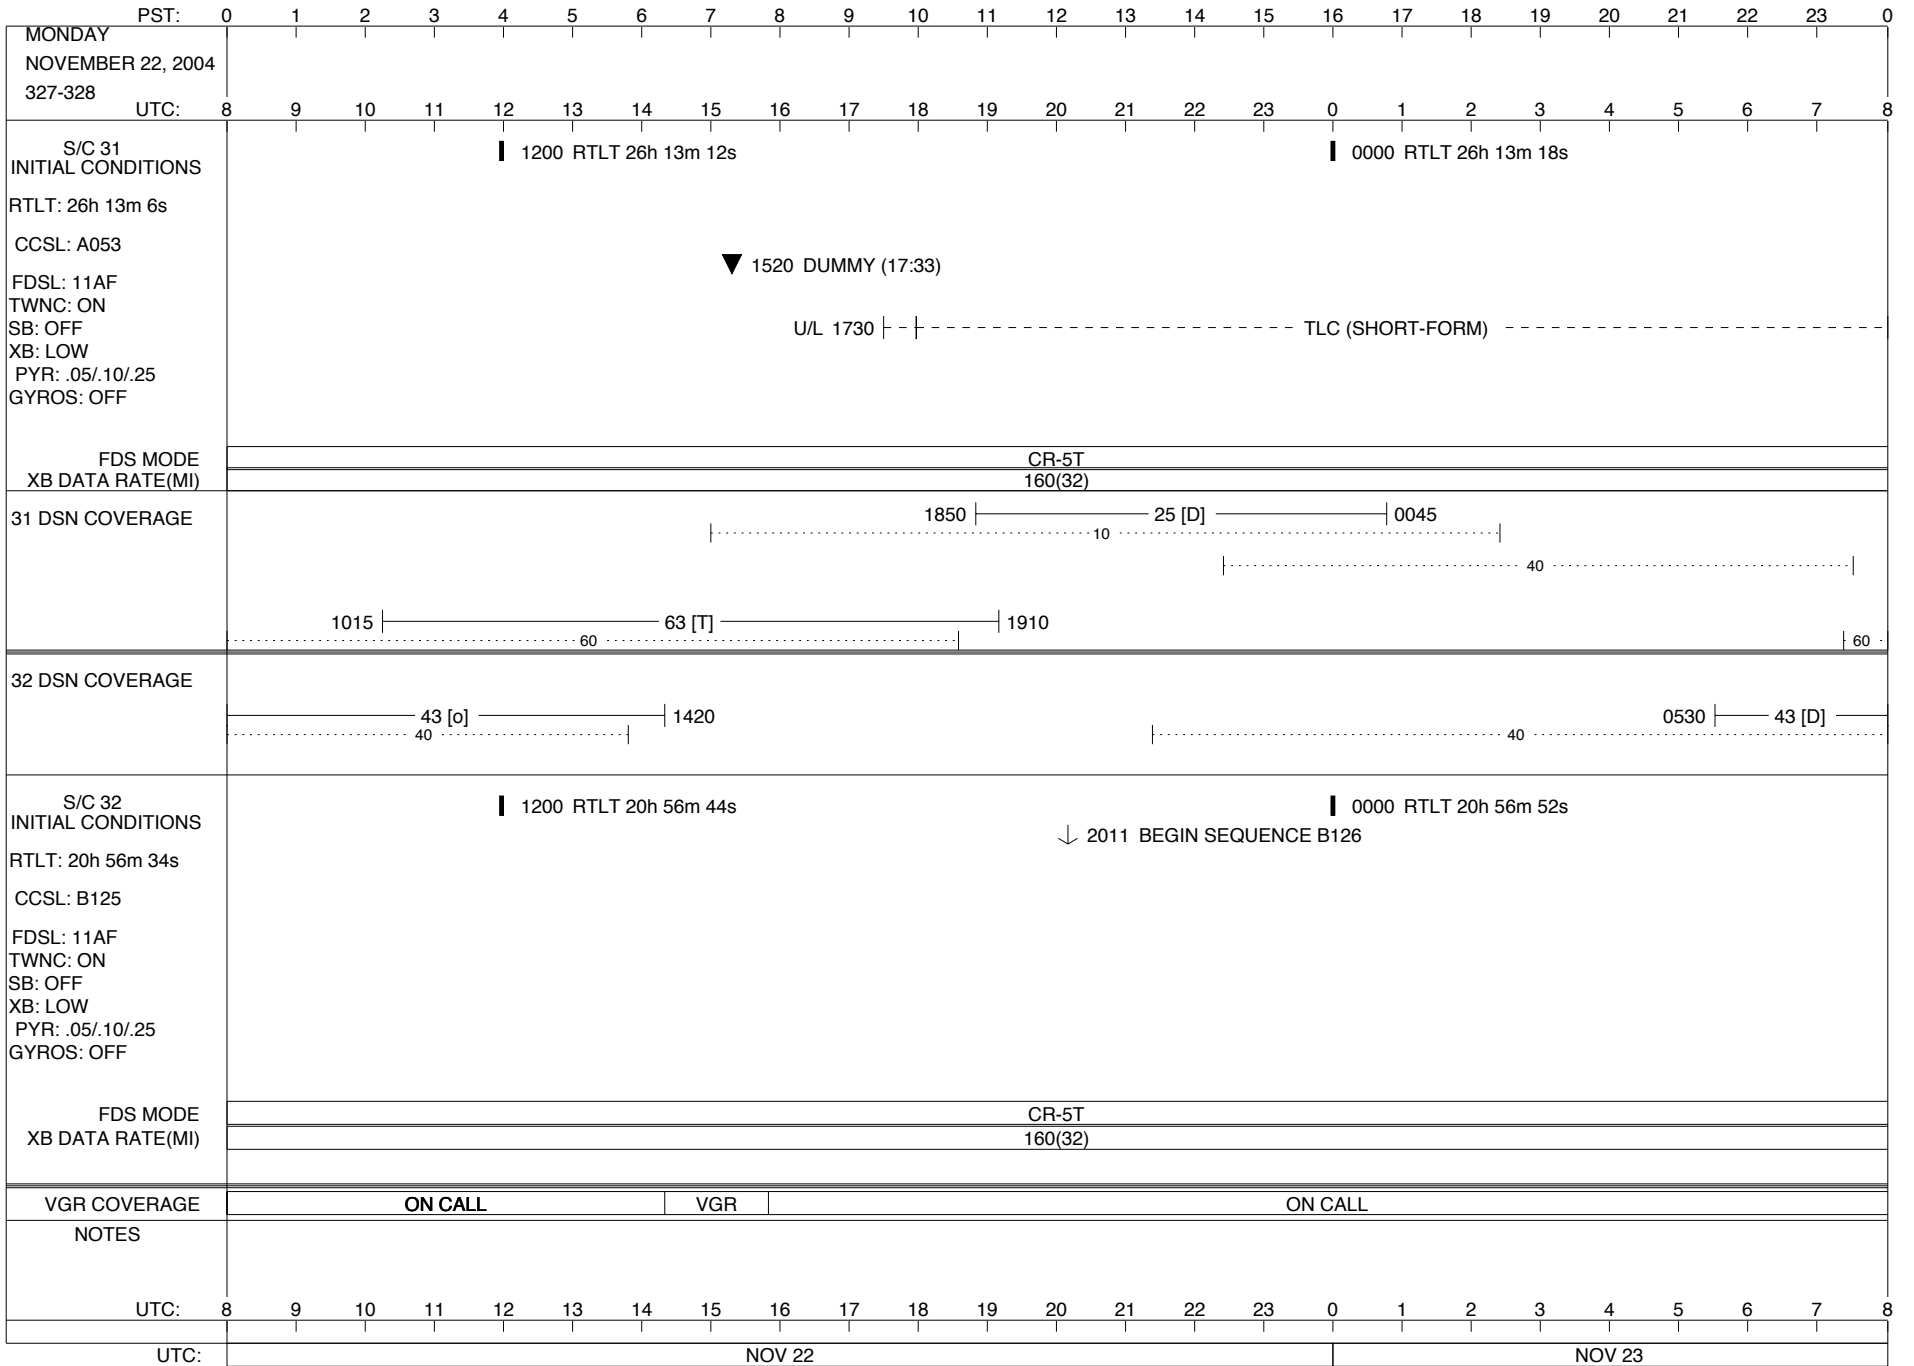 PST: 0 1 2 3 4 5 6 7 8 9 10 11 12 13 14 15 16 17 18 19 20 21 22 23 0
MONDAY
NOVEMBER 22, 2004
327-328
UTC: 8 9 10 11 12 13 14 15 16 17 18 19 20 21 22 23 0 1 2 3 4 5 6 7 8
S/C 31
INITIAL CONDITIONS
1200 RTLT 26h 13m 12s
0000 RTLT 26h 13m 18s
RTLT: 26h 13m 6s
CCSL: A053
1520 DUMMY (17:33)
FDSL: 11AF
TWNC: ON
SB: OFF
U/L 1730 TLC (SHORT-FORM)
XB: LOW
PYR: .05/.10/.25
GYROS: OFF
FDS MODE CR-5T
XB DATA RATE(MI) 160(32)
31 DSN COVERAGE
1850 25 [D] 0045
10
40
1015 63 [T] 1910
60 60
32 DSN COVERAGE
43 [o] 1420 0530 43 [D]
40 40
S/C 32
INITIAL CONDITIONS
1200 RTLT 20h 56m 44s
0000 RTLT 20h 56m 52s
2011 BEGIN SEQUENCE B126
RTLT: 20h 56m 34s
CCSL: B125
FDSL: 11AF
TWNC: ON
SB: OFF
XB: LOW
PYR: .05/.10/.25
GYROS: OFF
FDS MODE CR-5T
XB DATA RATE(MI) 160(32)
VGR COVERAGE ON CALL VGR ON CALL
NOTES
UTC: 8 9 10 11 12 13 14 15 16 17 18 19 20 21 22 23 0 1 2 3 4 5 6 7 8
UTC: NOV 22 NOV 23